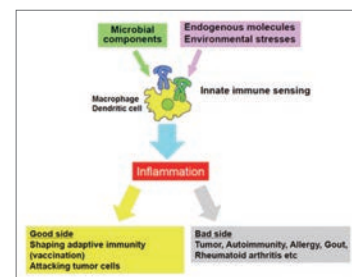 Microbial
components
Endogenous molecules
Environmental stresses
Macrophage
Dendritic cell
Innate immune sensing
Inflammation
Good side
Shaping adaptive immunity
(vaccination)
Attacking tumor cells
Bad side
Tumor, Autoimmunity, Allergy, Gout,
Rheumatoid arthritis etc